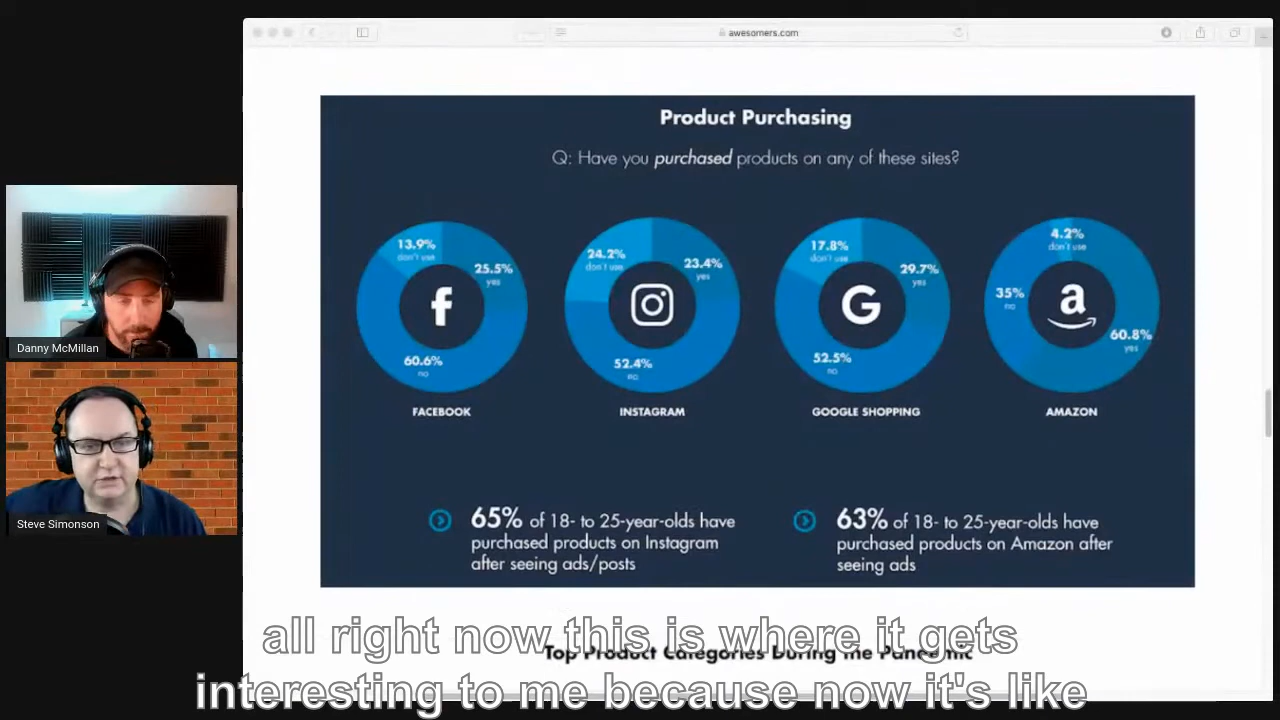 awesomers.com
Product Purchasing
Q: Have you purchased products on any of these sites?
13.9%
don't use
25.5%
yes
60.6%
no
FACEBOOK
24.2%
don't use
23.4%
yes
52.4%
no
INSTAGRAM
17.8%
don't use
29.7%
yes
52.5%
no
GOOGLE SHOPPING
4.2%
don't use
35%
no
60.8%
yes
AMAZON
65% of 18- to 25-year-olds have
purchased products on Instagram
after seeing ads/posts
63% of 18- to 25-year-olds have
purchased products on Amazon after
seeing ads
Top Product Categories During the Pandemic
Danny McMillan
Steve Simonson
all right now this is where it gets
interesting to me because now it's like